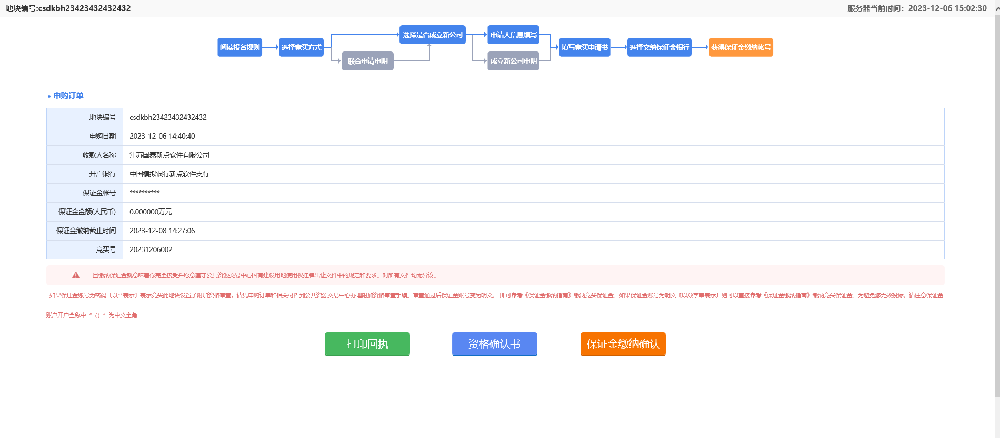 地块编号:csdkbh23423432432432
服务器当前时间：2023-12-06 15:02:30
阅读报名规则
选择竞买方式
联合申请申明
选择是否成立新公司
申请人信息填写
成立新公司申明
填写竞买申请书
选择交纳保证金银行
获得保证金缴纳帐号
• 申购订单
地块编号 csdkbh23423432432432
申购日期 2023-12-06 14:40:40
收款人名称 江苏国泰新点软件有限公司
开户银行 中国模拟银行新点软件支行
保证金帐号 **********
保证金金额(人民币) 0.000000万元
保证金缴纳截止时间 2023-12-08 14:27:06
竞买号 20231206002
一旦缴纳保证金就意味着你完全接受并愿意遵守公共资源交易中心国有建设用地使用权挂牌出让文件中的规定和要求。对所有文件均无异议。
如果保证金账号为密码〔以**表示〕表示竞买此地块设置了附加资格审查，请凭申购订单和相关材料到公共资源交易中心办理附加资格审查手续。审查通过后保证金账号变为明文， 即可参考《保证金缴纳指南》缴纳竞买保证金。如果保证金账号为明文〔以数字串表示〕则可以直接参考《保证金缴纳指南》缴纳竞买保证金。为避免您无效投标，请注意保证金
账户开户全称中“（）”为中文全角
打印回执
资格确认书
保证金缴纳确认